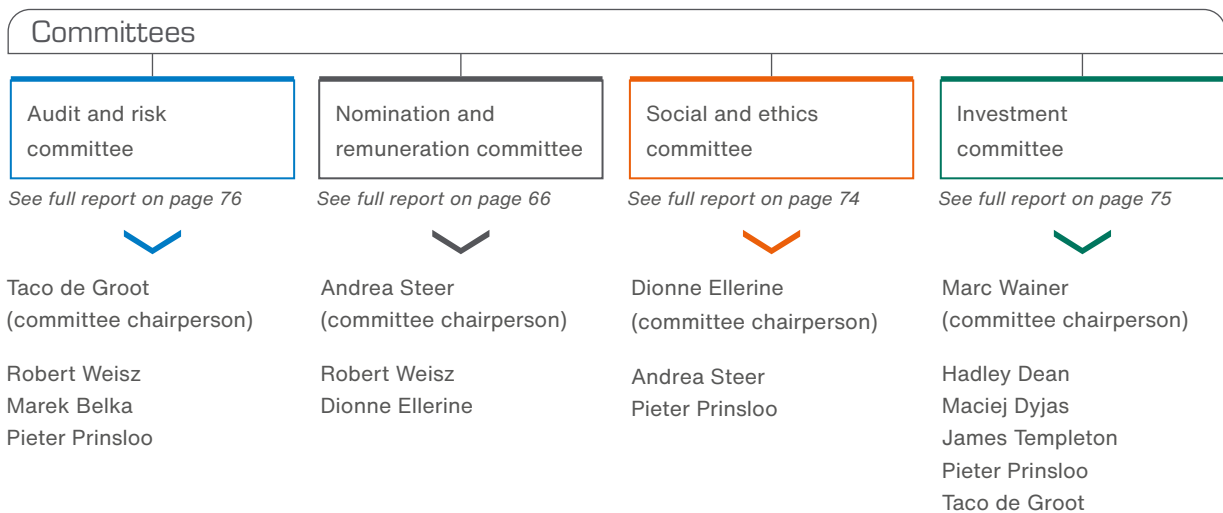 Committees
Audit and risk
committee
See full report on page 76
Taco de Groot
(committee chairperson)
Robert Weisz
Marek Belka
Pieter Prinsloo
Nomination and
remuneration committee
See full report on page 66
Andrea Steer
(committee chairperson)
Robert Weisz
Dionne Ellerine
Social and ethics
committee
See full report on page 74
Dionne Ellerine
(committee chairperson)
Andrea Steer
Pieter Prinsloo
Investment
committee
See full report on page 75
Marc Wainer
(committee chairperson)
Hadley Dean
Maciej Dyjas
James Templeton
Pieter Prinsloo
Taco de Groot